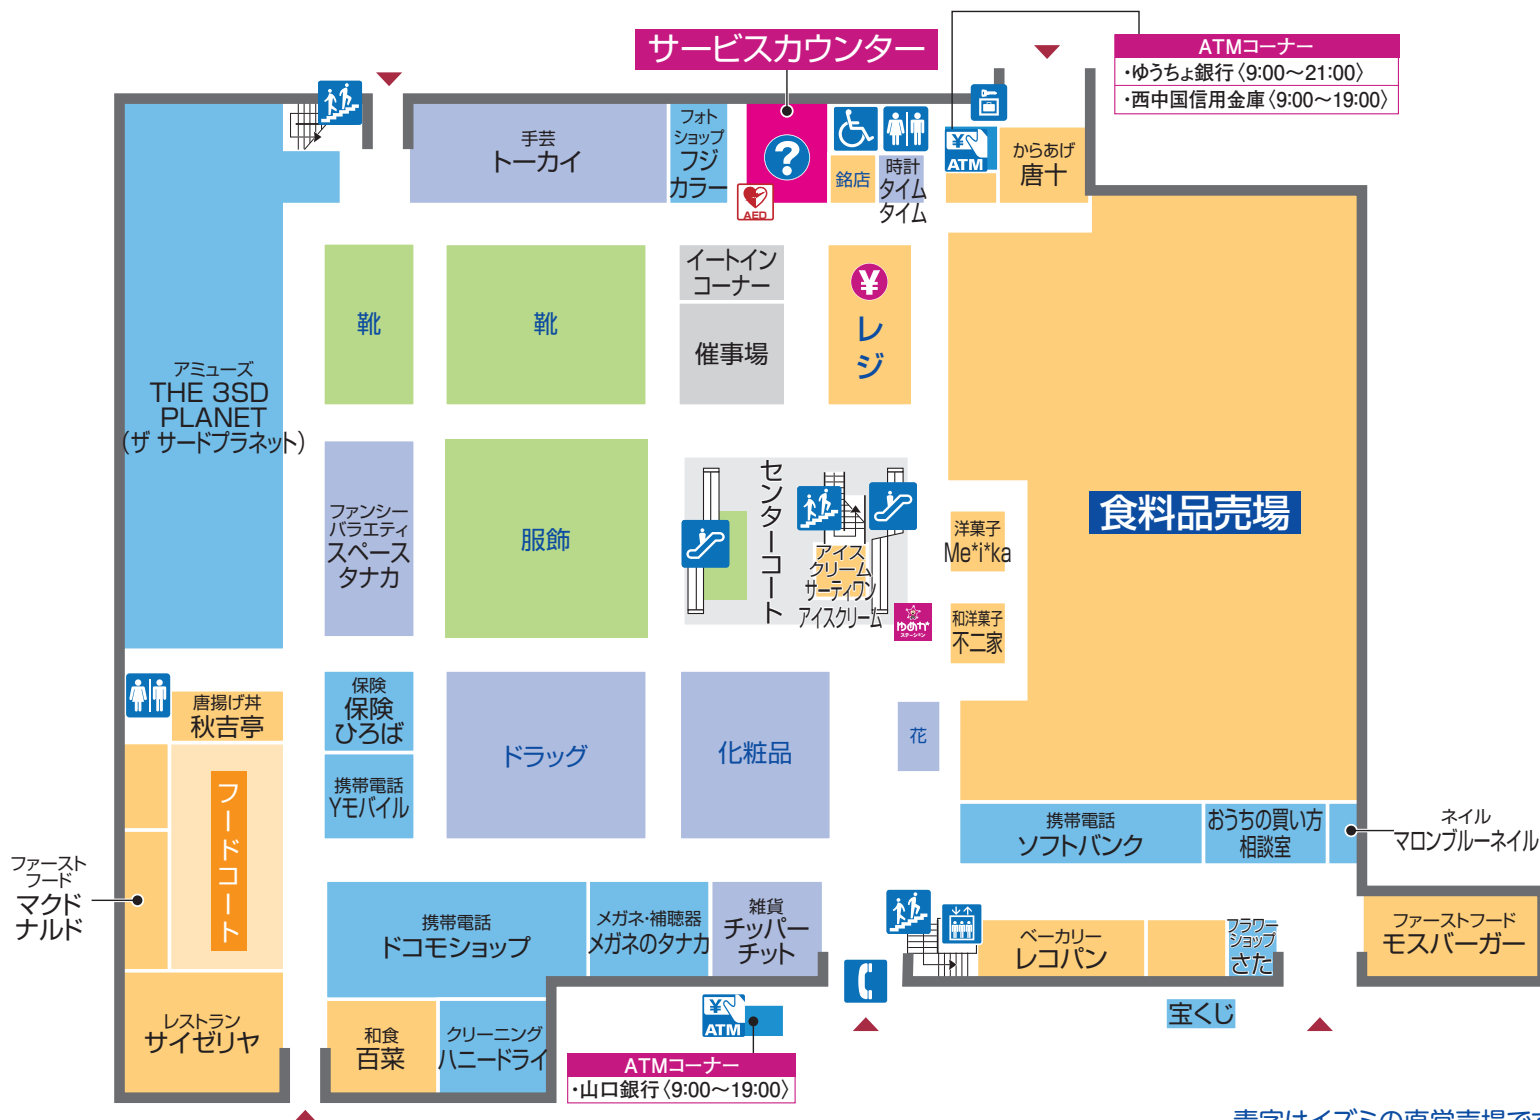 サービスカウンター
ATMコーナー
・ゆうちょ銀行〈9:00〜21:00〉
・西中国信用金庫〈9:00〜19:00〉
手芸
トーカイ
フォト
ショップ
フジ
カラー
?
AED
銘店
時計
タイム
タイム
¥
ATM
からあげ
唐十
靴
靴
イートイン
コーナー
催事場
¥
レジ
アミューズ
THE 3SD
PLANET
(ザ サードプラネット)
ファンシー
バラエティ
スペース
タナカ
服飾
センターコート
アイス
クリーム
サーティワン
アイスクリーム
ゆめか
ステーション
洋菓子
Me*i*ka
和洋菓子
不二家
食料品売場
唐揚げ丼
秋吉亭
保険
保険
ひろば
携帯電話
Yモバイル
ドラッグ
化粧品
花
フードコート
ファースト
フード
マクド
ナルド
携帯電話
ソフトバンク
おうちの買い方
相談室
ネイル
マロンブルーネイル
携帯電話
ドコモショップ
メガネ・補聴器
メガネのタナカ
雑貨
チッパー
チット
ベーカリー
レコパン
フラワー
ショップ
さた
ファーストフード
モスバーガー
レストラン
サイゼリヤ
和食
百菜
クリーニング
ハニードライ
¥
ATM
宝くじ
ATMコーナー
・山口銀行〈9:00〜19:00〉